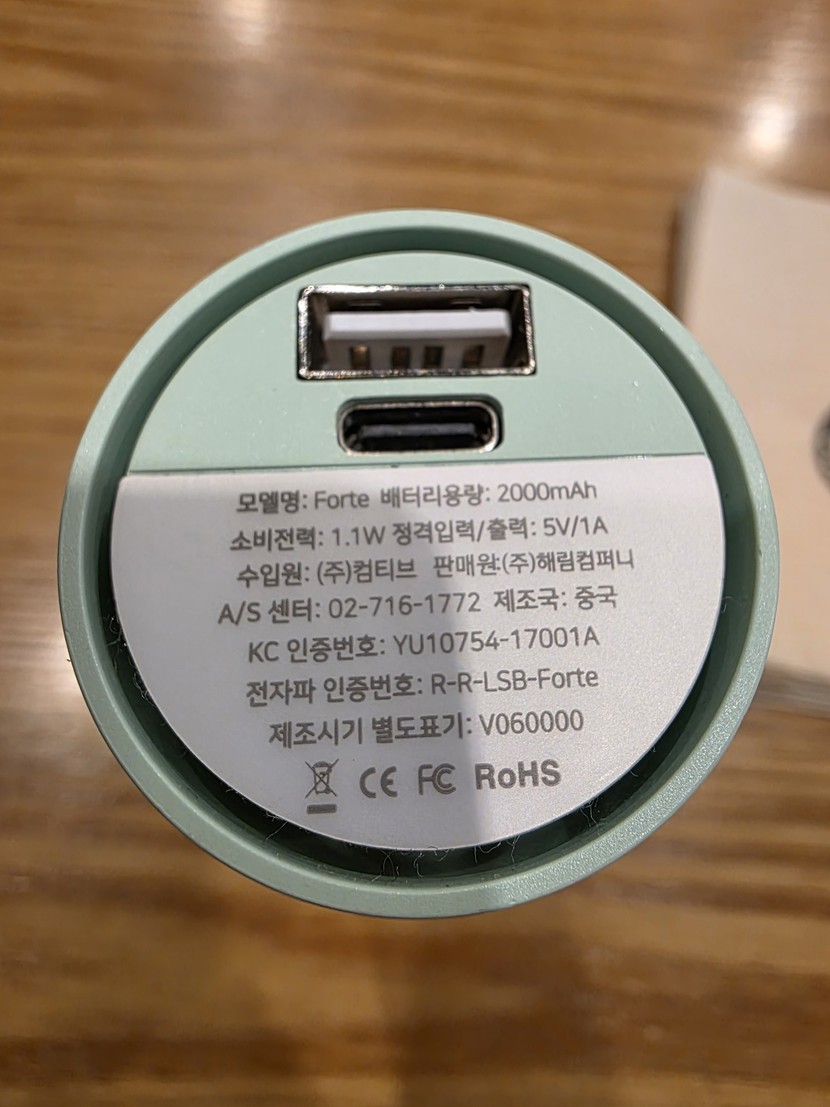 모델명: Forte 배터리용량: 2000mAh
소비전력: 1.1W 정격입력/출력: 5V/1A
수입원: (주)컴티브 판매원:(주)해림컴퍼니
A/S 센터: 02-716-1772 제조국: 중국
KC 인증번호: YU10754-17001A
전자파 인증번호: R-R-LSB-Forte
제조시기 별도표기: V060000
CE FC RoHS